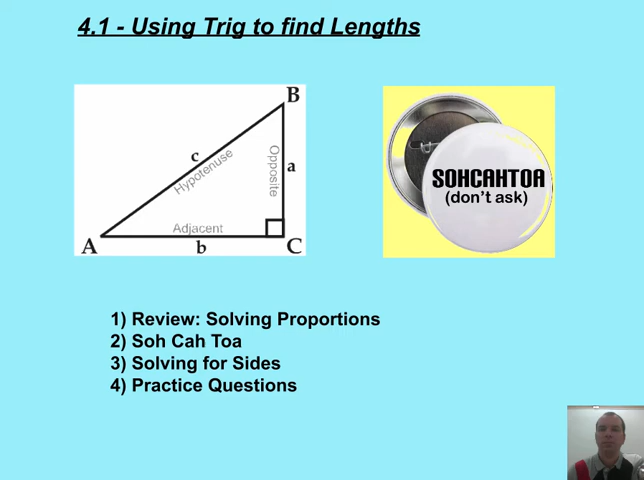 4.1 - Using Trig to find Lengths
B
c
Hypotenuse
Opposite
a
Adjacent
A
b
C
SOHCAHTOA
(don't ask)
1) Review: Solving Proportions
2) Soh Cah Toa
3) Solving for Sides
4) Practice Questions